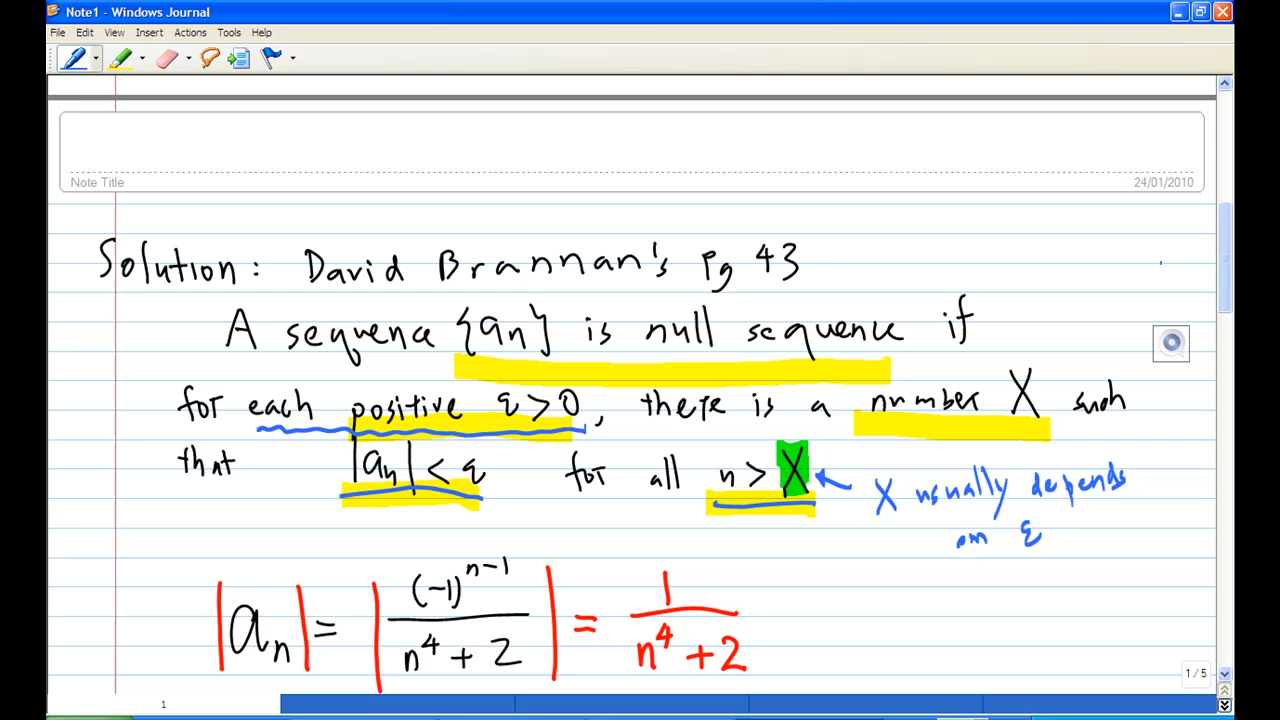 Note1 - Windows Journal
File Edit View Insert Actions Tools Help
Note Title
24/01/2010
Solution: David Brannan's Pg 43
A sequence {aₙ} is null sequence if
for each positive ε > 0, there is a number X such
that |aₙ| < ε for all n > X
X usually depends
on ε
|aₙ| = |(-1)ⁿ⁻¹ / (n⁴ + 2)| = 1 / (n⁴ + 2)
1 / 5
1